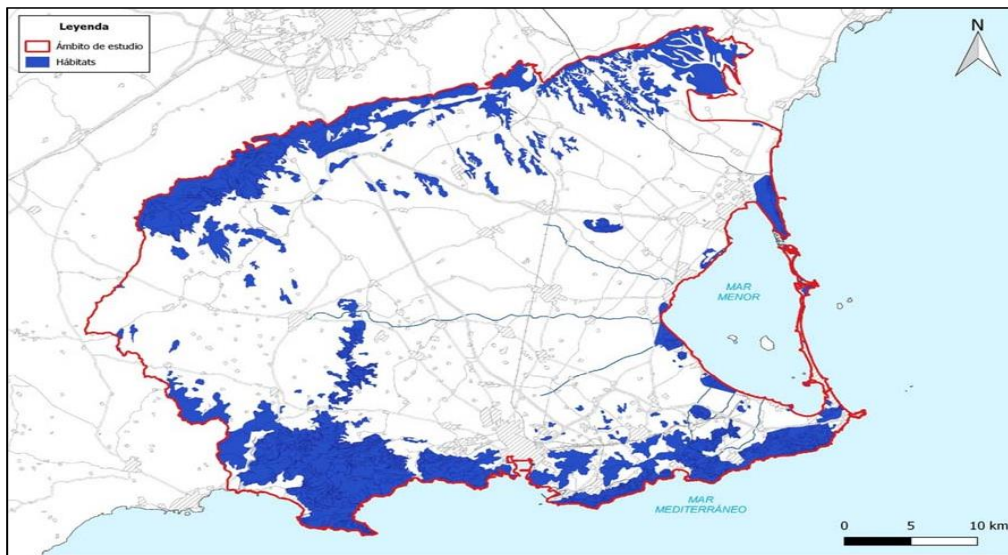 Leyenda
Ámbito de estudio
Hábitats
N
MAR
MENOR
MAR
MEDITERRÁNEO
0 5 10 km